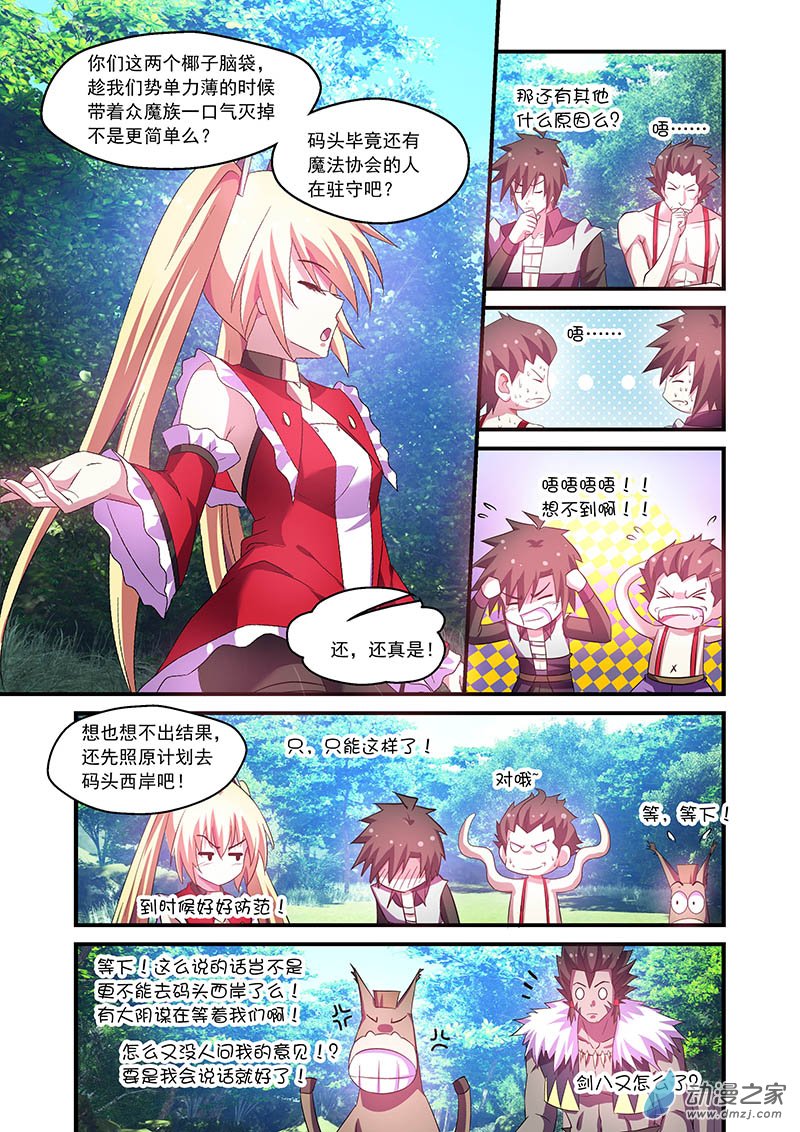 你们这两个椰子脑袋，
趁我们势单力薄的时候
带着众魔族一口气灭掉
不是更简单么？
码头毕竟还有
魔法协会的人
在驻守吧？
还，还真是！
那还有其他
什么原因么？
唔……
唔……
唔唔唔唔！！
想不到啊！！
想也想不出结果，
还先照原计划去
码头西岸吧！
到时候好好防范！
只，只能这样了！
对哦~
等，等下！
等下！这么说的话岂不是
更不能去码头西岸了么！
有大阴谋在等着我们啊！
怎么又没人问我的意见！？
要是我会说话就好了！
剑八又怎么了？
动漫之家
www.dmzj.com